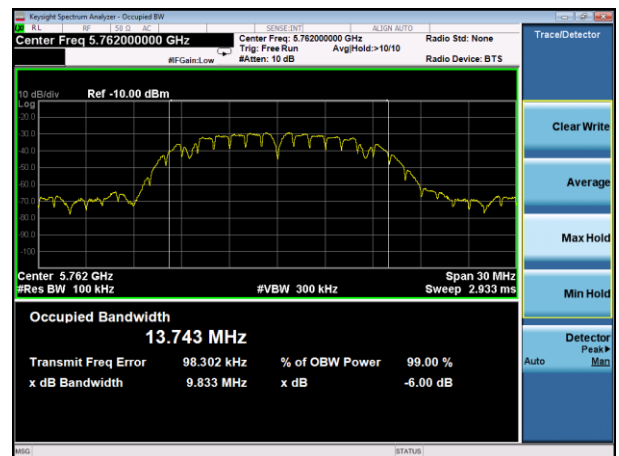 Keysight Spectrum Analyzer - Occupied BW
RL RF 50 Ω AC SENSE:INT ALIGN AUTO
Center Freq 5.762000000 GHz
Center Freq: 5.762000000 GHz Radio Std: None
Trig: Free Run Avg|Hold:>10/10
#IFGain:Low #Atten: 10 dB Radio Device: BTS
Trace/Detector
10 dB/div Ref -10.00 dBm
Log
-20.0
-30.0
-40.0
-50.0
-60.0
-70.0
-80.0
-90.0
-100
Center 5.762 GHz Span 30 MHz
#Res BW 100 kHz #VBW 300 kHz Sweep 2.933 ms
Occupied Bandwidth
13.743 MHz
Transmit Freq Error 98.302 kHz % of OBW Power 99.00 %
x dB Bandwidth 9.833 MHz x dB -6.00 dB
Clear Write
Average
Max Hold
Min Hold
Detector
Peak▶
Auto Man
MSG STATUS